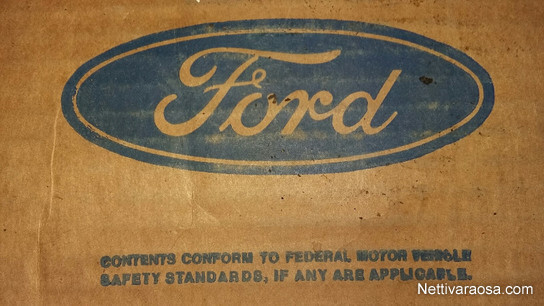 Ford
CONTENTS CONFORM TO FEDERAL MOTOR VEHICLE
SAFETY STANDARDS, IF ANY ARE APPLICABLE.
Nettivaraosa.com